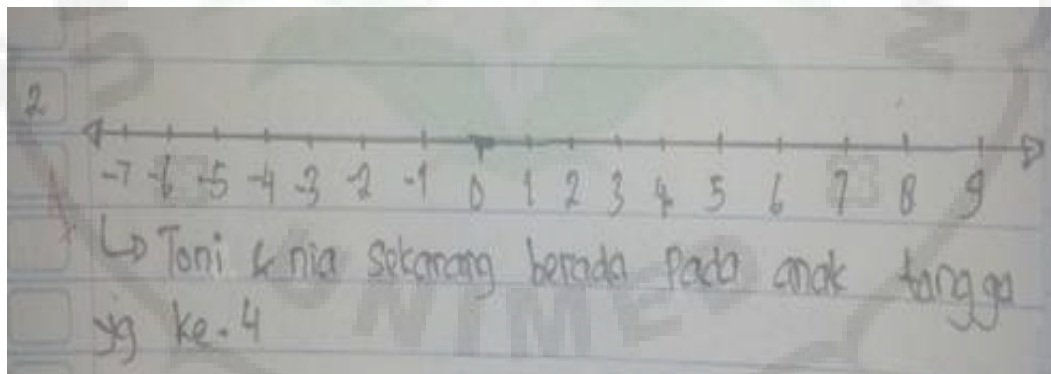 2
-7 -6 -5 -4 -3 -2 -1 0 1 2 3 4 5 6 7 8 9
↳ Toni & nia sekarang berada pada anak tangga
yg ke-4
UNIMED